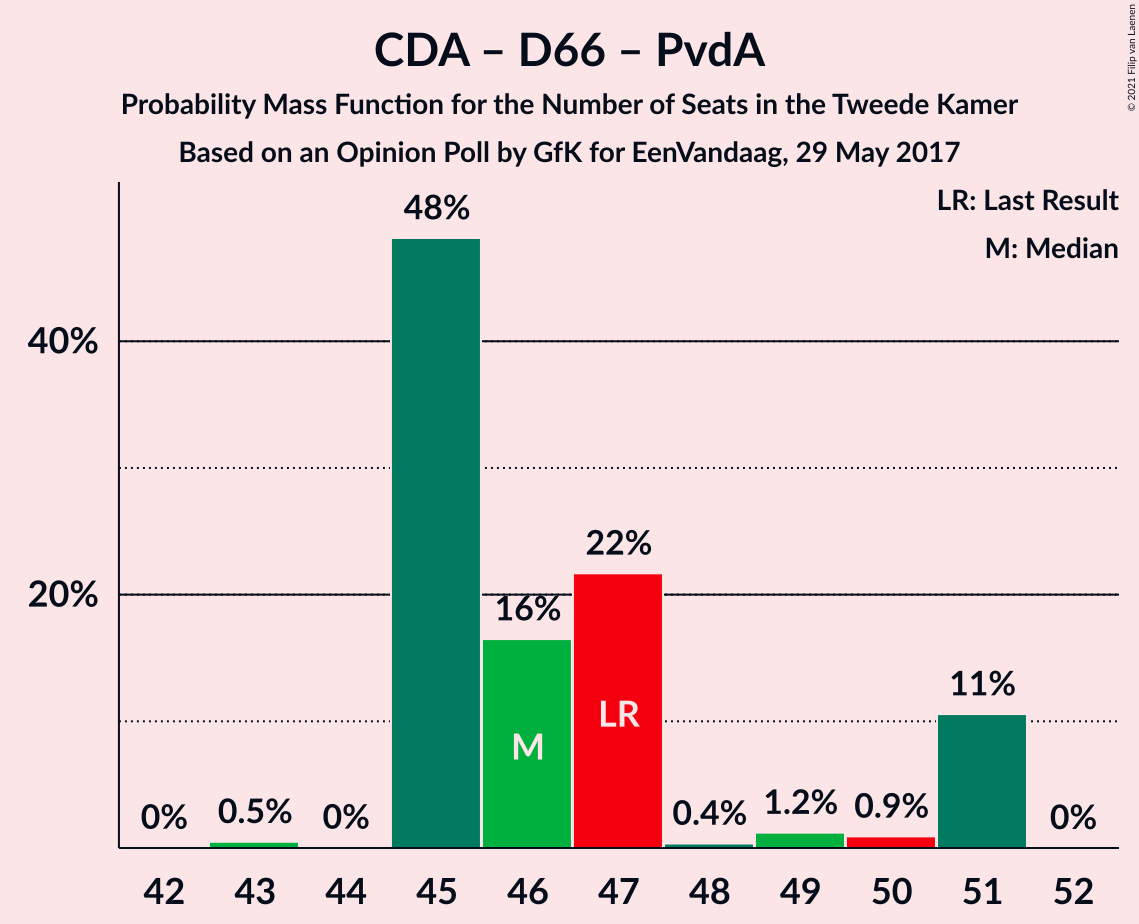 CDA – D66 – PvdA
Probability Mass Function for the Number of Seats in the Tweede Kamer
Based on an Opinion Poll by GfK for EenVandaag, 29 May 2017
© 2021 Filip van Laenen
LR: Last Result
M: Median
40%
20%
0%
0.5%
0%
48%
16%
22%
0.4%
1.2%
0.9%
11%
0%
M
LR
42 43 44 45 46 47 48 49 50 51 52